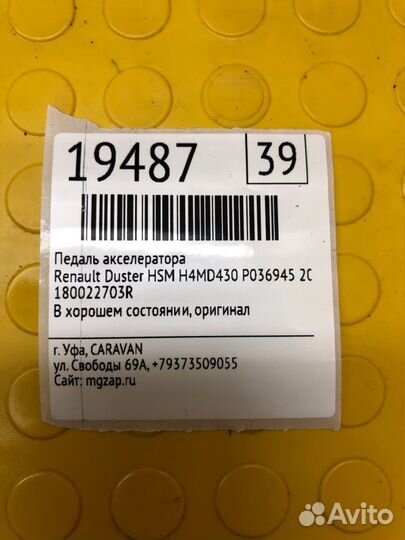 19487 39
Педаль акселератора
Renault Duster HSM H4MD430 P036945 20
180022703R
В хорошем состоянии, оригинал
г. Уфа, CARAVAN
ул. Свободы 69А, +79373509055
Сайт: mgzap.ru
Avito